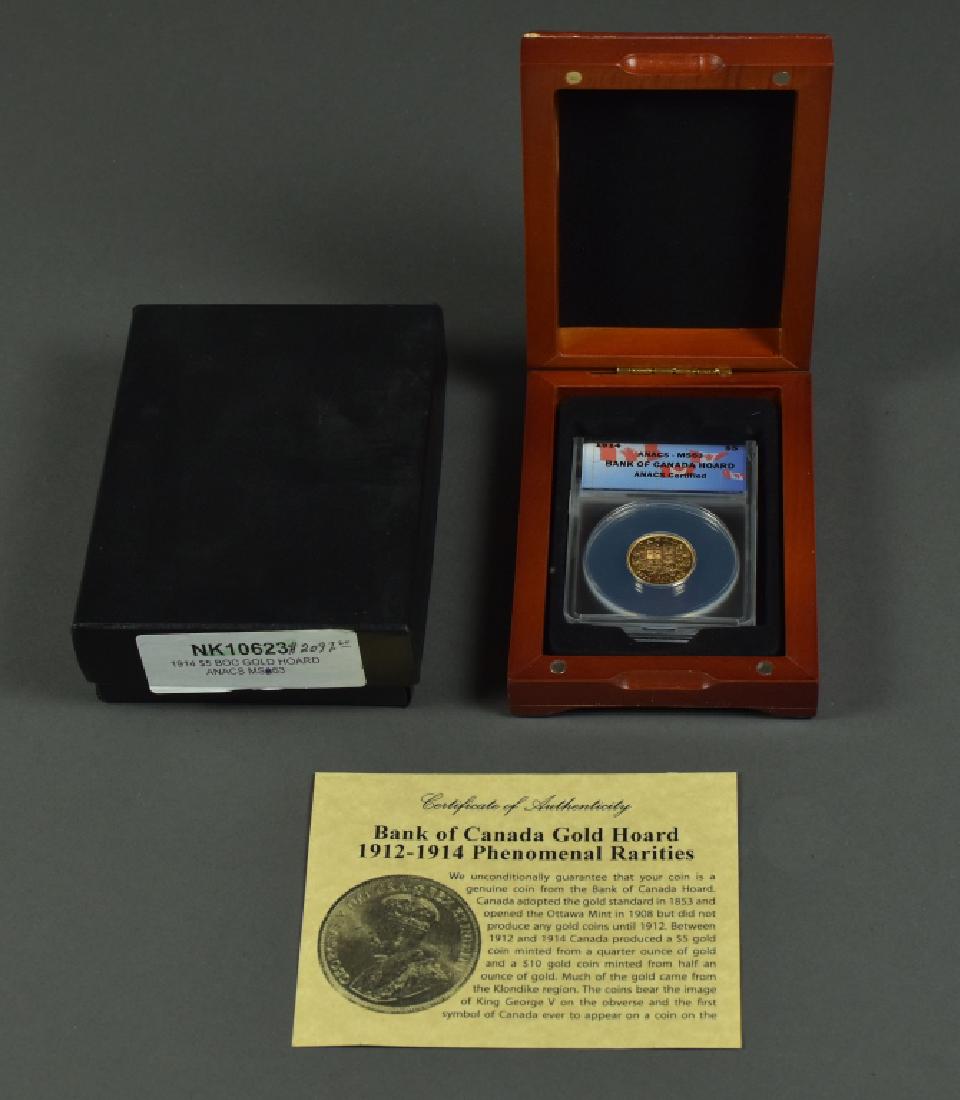 1914 $5
ANACS - MS63
BANK OF CANADA HOARD
ANACS Certified
NK10623
1914 $5 BOC GOLD HOARD
ANACS MS63
Certificate of Authenticity
Bank of Canada Gold Hoard
1912-1914 Phenomenal Rarities
We unconditionally guarantee that your coin is a
genuine coin from the Bank of Canada Hoard.
Canada adopted the gold standard in 1853 and
opened the Ottawa Mint in 1908 but did not
produce any gold coins until 1912. Between
1912 and 1914 Canada produced a $5 gold
coin minted from a quarter ounce of gold
and a $10 gold coin minted from half an
ounce of gold. Much of the gold came from
the Klondike region. The coins bear the image
of King George V on the obverse and the first
symbol of Canada ever to appear on a coin on the